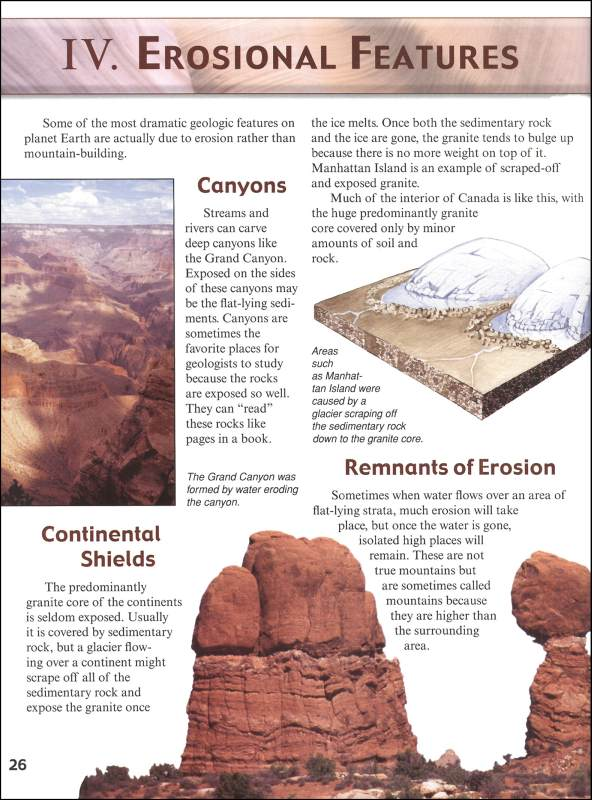 IV. EROSIONAL FEATURES
Some of the most dramatic geologic features on
planet Earth are actually due to erosion rather than
mountain-building.
Canyons
Streams and
rivers can carve
deep canyons like
the Grand Canyon.
Exposed on the sides
of these canyons may
be the flat-lying sedi-
ments. Canyons are
sometimes the
favorite places for
geologists to study
because the rocks
are exposed so well.
They can “read”
these rocks like
pages in a book.
The Grand Canyon was
formed by water eroding
the canyon.
Continental
Shields
The predominantly
granite core of the continents
is seldom exposed. Usually
it is covered by sedimentary
rock, but a glacier flow-
ing over a continent might
scrape off all of the
sedimentary rock and
expose the granite once
the ice melts. Once both the sedimentary rock
and the ice are gone, the granite tends to bulge up
because there is no more weight on top of it.
Manhattan Island is an example of scraped-off
and exposed granite.
Much of the interior of Canada is like this, with
the huge predominantly granite
core covered only by minor
amounts of soil and
rock.
Areas
such
as Manhat-
tan Island were
caused by a
glacier scraping off
the sedimentary rock
down to the granite core.
Remnants of Erosion
Sometimes when water flows over an area of
flat-lying strata, much erosion will take
place, but once the water is gone,
isolated high places will
remain. These are not
true mountains but
are sometimes called
mountains because
they are higher than
the surrounding
area.
26